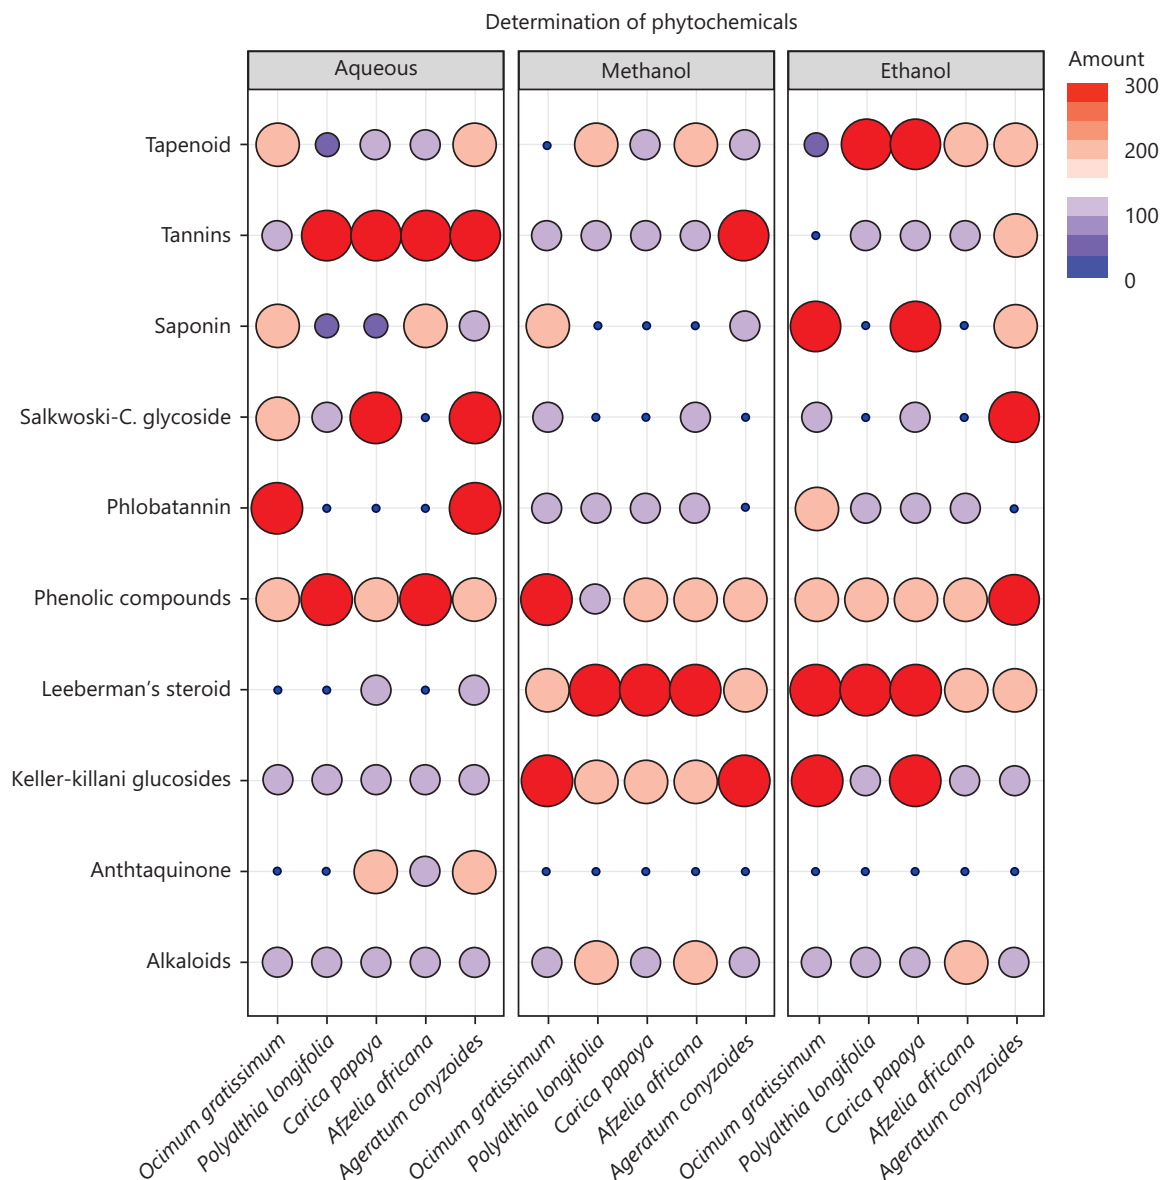 Determination of phytochemicals
Aqueous
Methanol
Ethanol
Amount
300
200
100
0
Tapenoid
Tannins
Saponin
Salkwoski-C. glycoside
Phlobatannin
Phenolic compounds
Leeberman’s steroid
Keller-killani glucosides
Anthtaquinone
Alkaloids
Ocimum gratissimum
Polyalthia longifolia
Carica papaya
Afzelia africana
Ageratum conyzoides
Ocimum gratissimum
Polyalthia longifolia
Carica papaya
Afzelia africana
Ageratum conyzoides
Ocimum gratissimum
Polyalthia longifolia
Carica papaya
Afzelia africana
Ageratum conyzoides